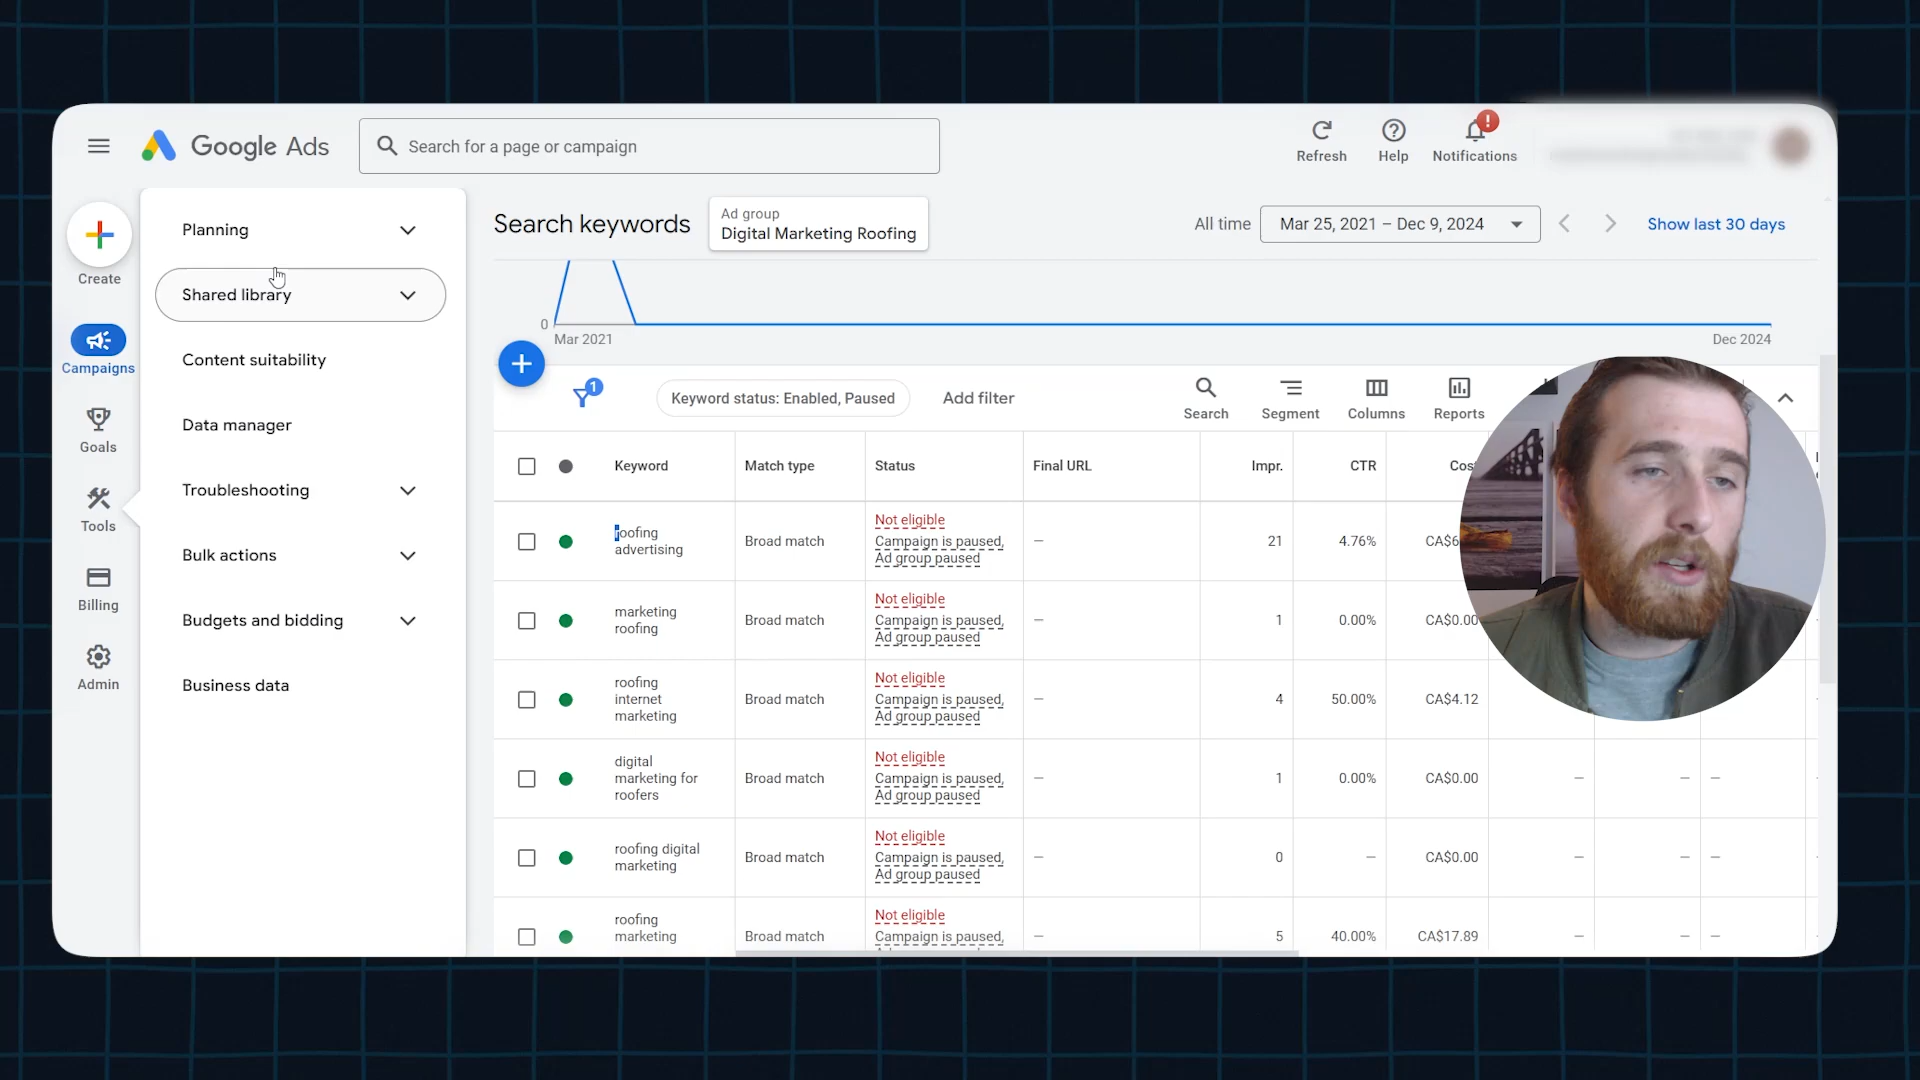 Google Ads
Search for a page or campaign
Refresh
Help
!
Notifications
Create
Campaigns
Goals
Tools
Billing
Admin
Planning
Shared library
Content suitability
Data manager
Troubleshooting
Bulk actions
Budgets and bidding
Business data
Search keywords
Ad group
Digital Marketing Roofing
All time
Mar 25, 2021 – Dec 9, 2024
Show last 30 days
0
Mar 2021
Dec 2024
1
Keyword status: Enabled, Paused
Add filter
Search
Segment
Columns
Reports
Keyword Match type Status Final URL Impr. CTR Cos
roofing
advertising
Broad match
Not eligible
Campaign is paused,
Ad group paused
— 21 4.76% CA$6
marketing
roofing
Broad match
Not eligible
Campaign is paused,
Ad group paused
— 1 0.00% CA$0.00
roofing
internet
marketing
Broad match
Not eligible
Campaign is paused,
Ad group paused
— 4 50.00% CA$4.12
digital
marketing for
roofers
Broad match
Not eligible
Campaign is paused,
Ad group paused
— 1 0.00% CA$0.00 — — —
roofing digital
marketing
Broad match
Not eligible
Campaign is paused,
Ad group paused
— 0 — CA$0.00 — — —
roofing
marketing
Broad match
Not eligible
Campaign is paused,
— 5 40.00% CA$17.89 — — —